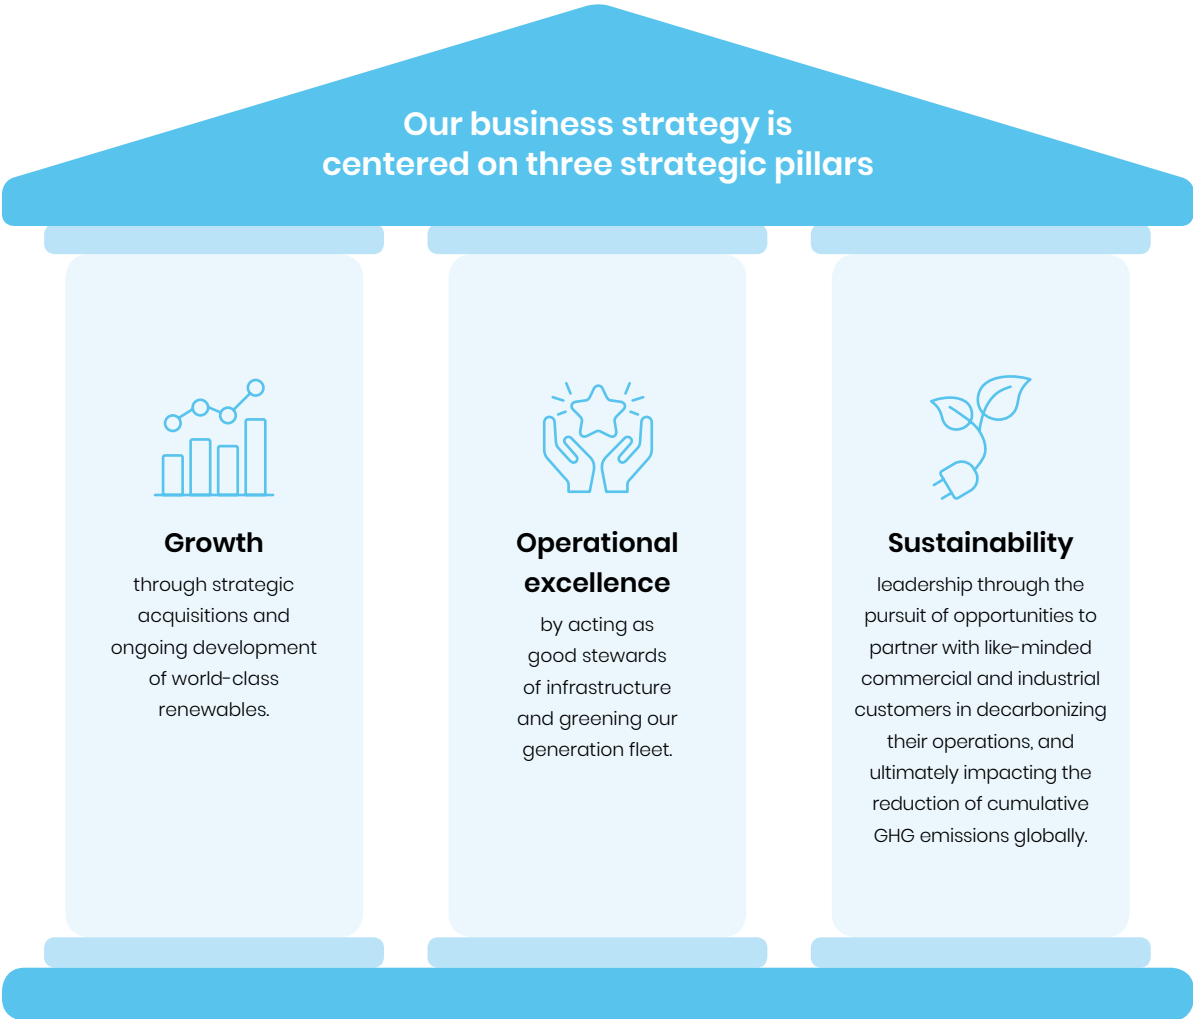 Our business strategy is
centered on three strategic pillars
Growth
through strategic
acquisitions and
ongoing development
of world-class
renewables.
Operational
excellence
by acting as
good stewards
of infrastructure
and greening our
generation fleet.
Sustainability
leadership through the
pursuit of opportunities to
partner with like-minded
commercial and industrial
customers in decarbonizing
their operations, and
ultimately impacting the
reduction of cumulative
GHG emissions globally.